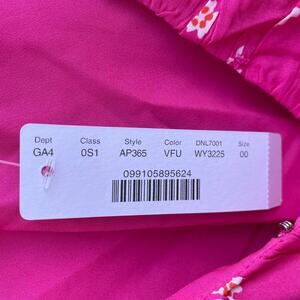 Dept Class Style Color DNL7001 Size
GA4 0S1 AP365 VFU WY3225 00
099105895624